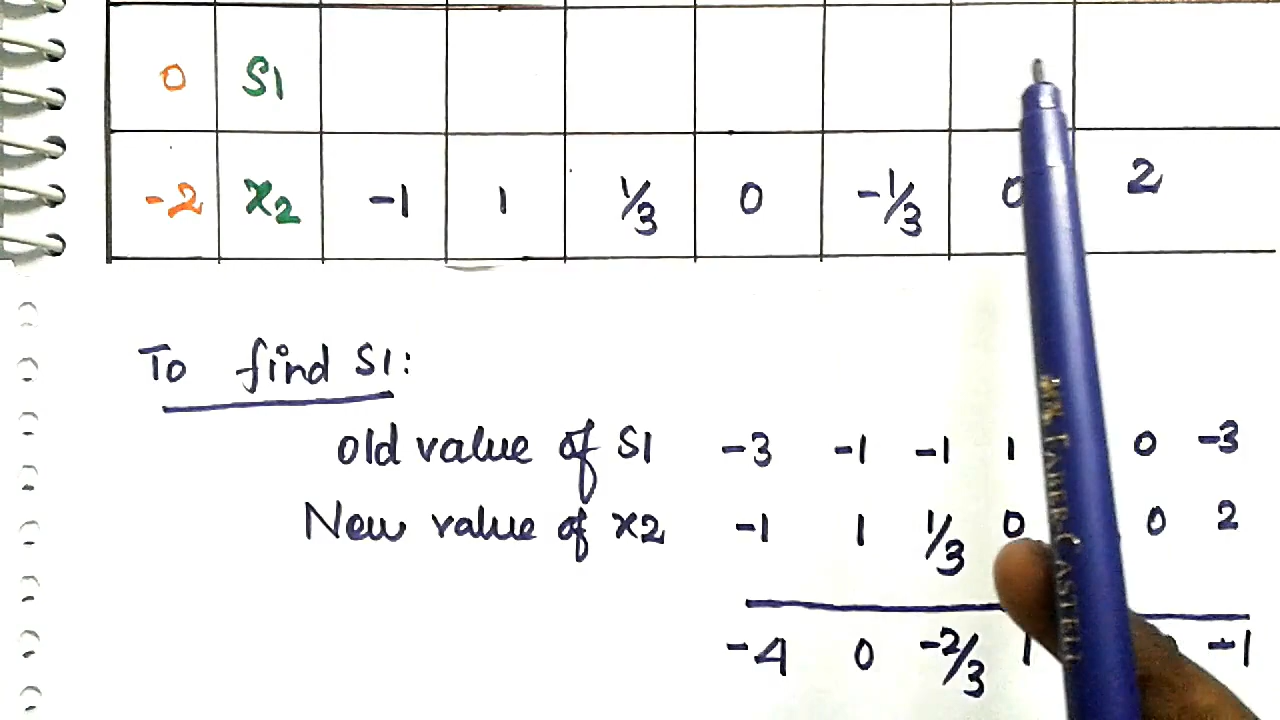 0 S1
-2 x2 -1 1 1/3 0 -1/3 0 2
To find S1:
old value of S1 -3 -1 -1 1 0 -3
New value of x2 -1 1 1/3 0 0 2
-4 0 -2/3 1 -1
FABER-CASTELL